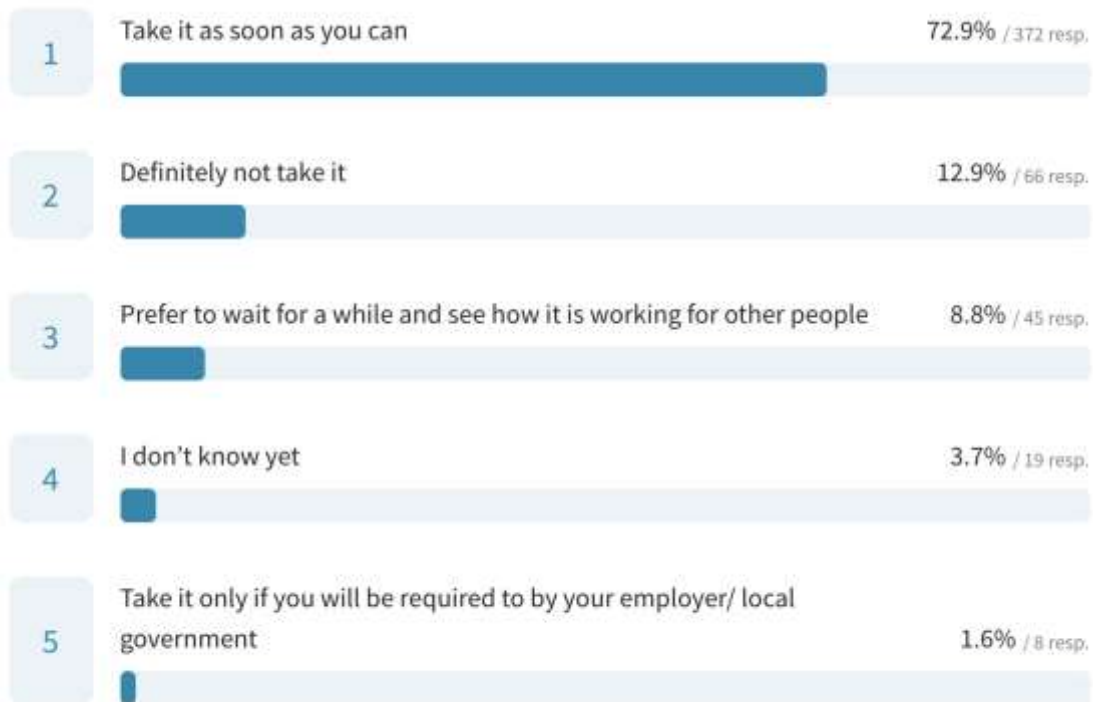 1
Take it as soon as you can 72.9% / 372 resp.
2
Definitely not take it 12.9% / 66 resp.
3
Prefer to wait for a while and see how it is working for other people 8.8% / 45 resp.
4
I don't know yet 3.7% / 19 resp.
5
Take it only if you will be required to by your employer/ local
government 1.6% / 8 resp.